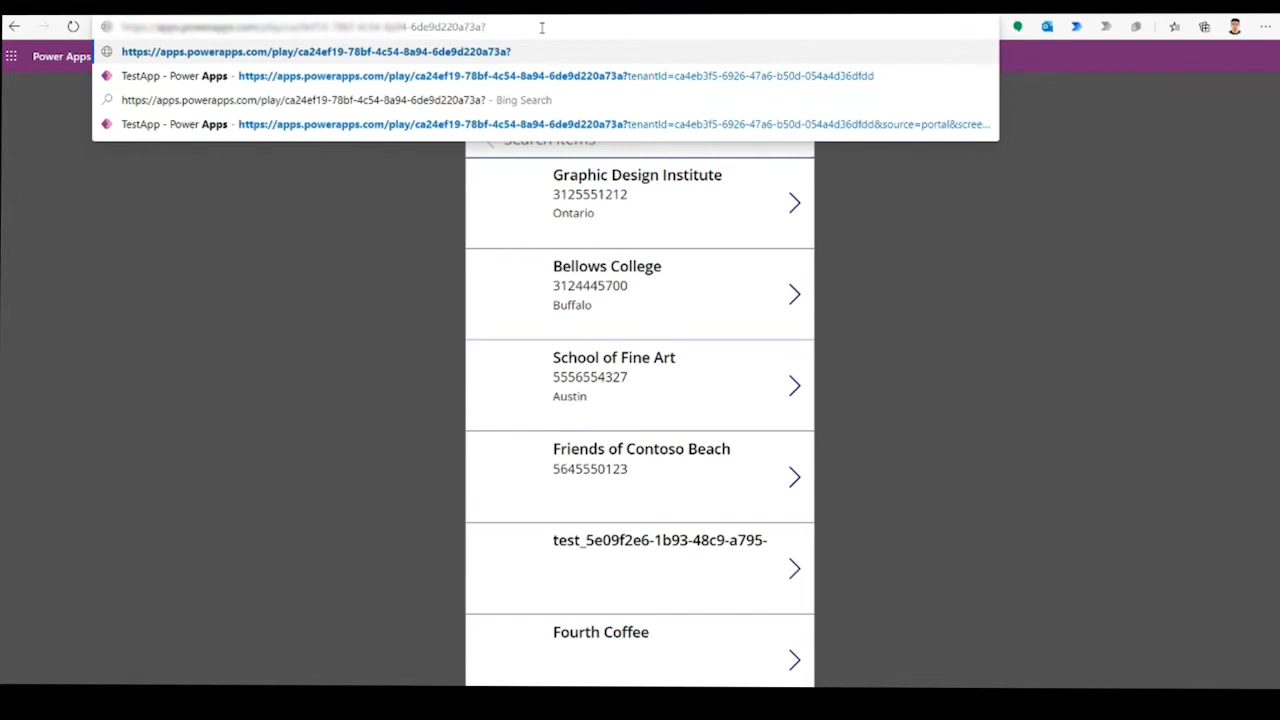 -6de9d220a73a?
Power Apps
https://apps.powerapps.com/play/ca24ef19-78bf-4c54-8a94-6de9d220a73a?
TestApp - Power Apps - https://apps.powerapps.com/play/ca24ef19-78bf-4c54-8a94-6de9d220a73a?tenantId=ca4eb3f5-6926-47a6-b50d-054a4d36dfdd
https://apps.powerapps.com/play/ca24ef19-78bf-4c54-8a94-6de9d220a73a? - Bing Search
TestApp - Power Apps - https://apps.powerapps.com/play/ca24ef19-78bf-4c54-8a94-6de9d220a73a?tenantId=ca4eb3f5-6926-47a6-b50d-054a4d36dfdd&source=portal&scree...
Search items
Graphic Design Institute
3125551212
Ontario
Bellows College
3124445700
Buffalo
School of Fine Art
5556554327
Austin
Friends of Contoso Beach
5645550123
test_5e09f2e6-1b93-48c9-a795-
Fourth Coffee